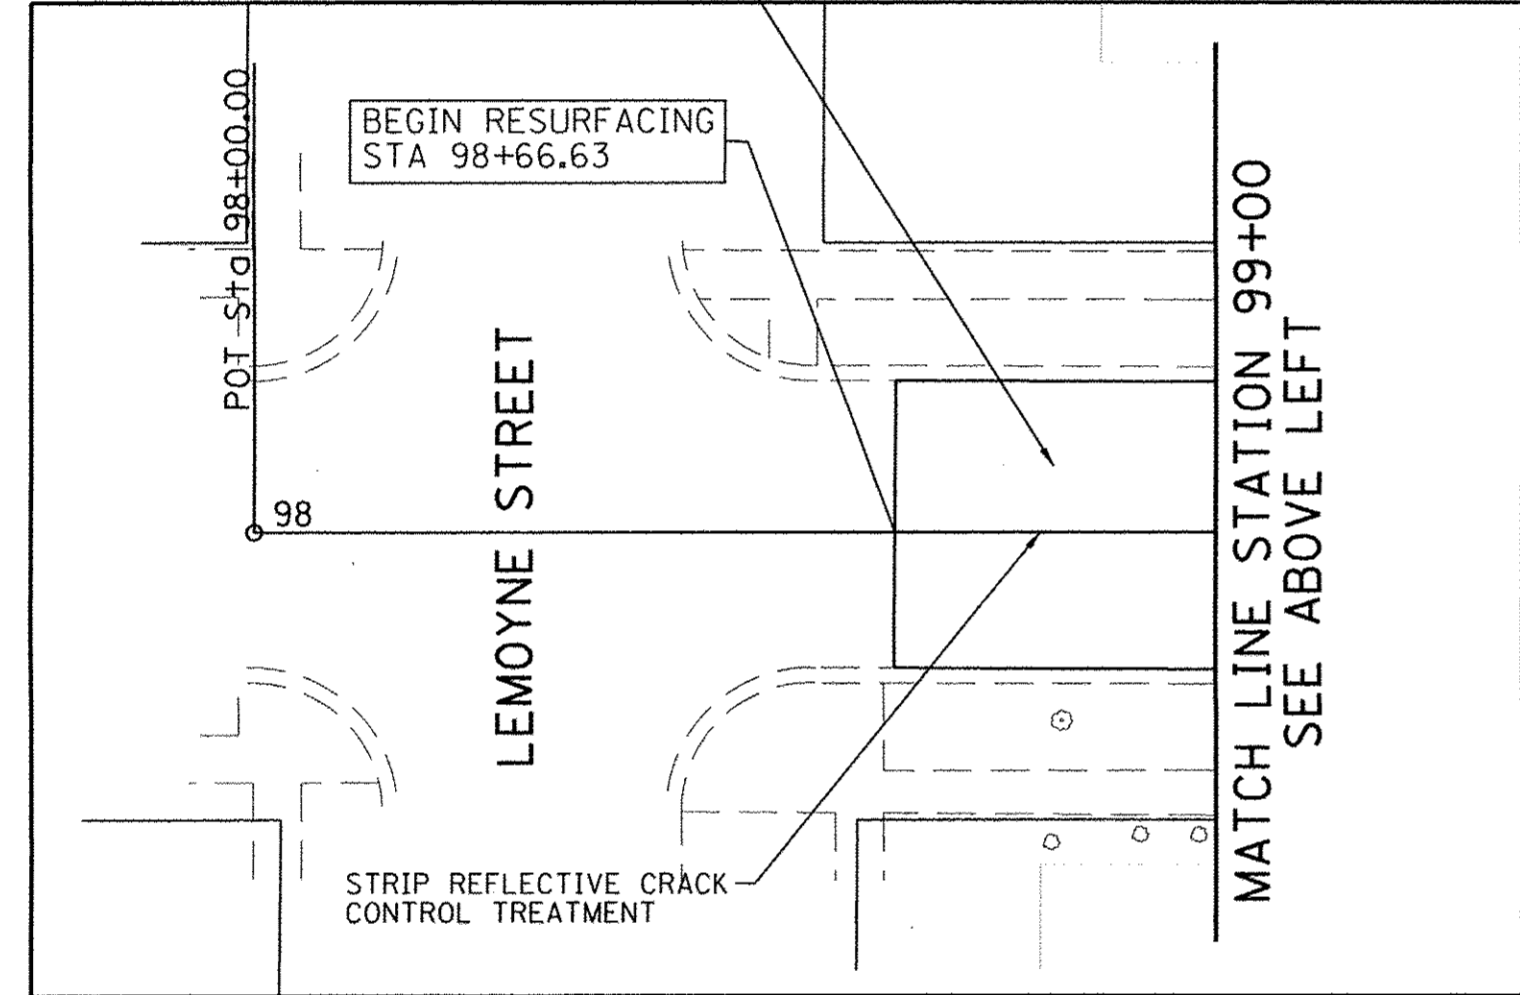 POT Sta 98+00.00
BEGIN RESURFACING
STA 98+66.63
LEMOYNE STREET
98
STRIP REFLECTIVE CRACK
CONTROL TREATMENT
MATCH LINE STATION 99+00
SEE ABOVE LEFT